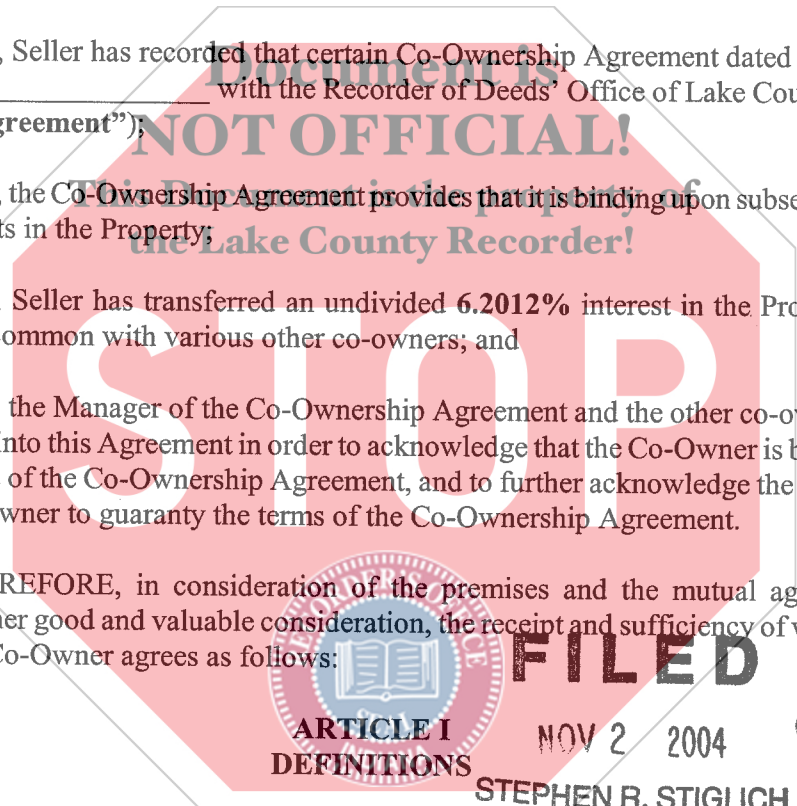 , Seller has recorded that certain Co-Ownership Agreement dated
Document is
with the Recorder of Deeds' Office of Lake Cou
greement");
NOT OFFICIAL!
, the Co-Ownership Agreement provides that it is binding upon subse
This Document is the property of
ts in the Property;
the Lake County Recorder!
Seller has transferred an undivided 6.2012% interest in the Pro
ommon with various other co-owners; and
STOP
the Manager of the Co-Ownership Agreement and the other co-ov
into this Agreement in order to acknowledge that the Co-Owner is b
of the Co-Ownership Agreement, and to further acknowledge the
wner to guaranty the terms of the Co-Ownership Agreement.
REFORE, in consideration of the premises and the mutual ag
er good and valuable consideration, the receipt and sufficiency of v
Co-Owner agrees as follows:
RECORDER'S OFFICE
SEAL
INDIANA
FILED
ARTICLE I
NOV 2 2004
DEFINITIONS
STEPHEN R. STIGLICH